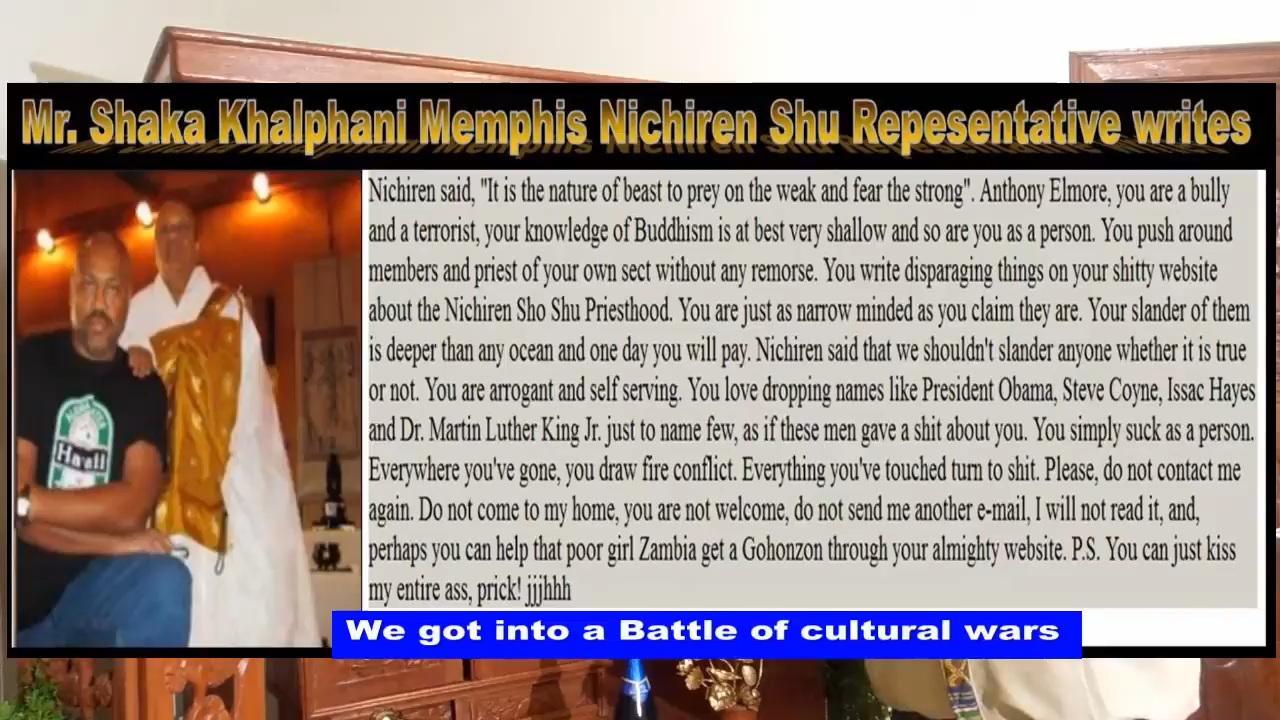 Mr. Shaka Khalphani Memphis Nichiren Shu Repesentative writes
Nichiren said, "It is the nature of beast to prey on the weak and fear the strong". Anthony Elmore, you are a bully
and a terrorist, your knowledge of Buddhism is at best very shallow and so are you as a person. You push around
members and priest of your own sect without any remorse. You write disparaging things on your shitty website
about the Nichiren Sho Shu Priesthood. You are just as narrow minded as you claim they are. Your slander of them
is deeper than any ocean and one day you will pay. Nichiren said that we shouldn't slander anyone whether it is true
or not. You are arrogant and self serving. You love dropping names like President Obama, Steve Coyne, Issac Hayes
and Dr. Martin Luther King Jr. just to name few, as if these men gave a shit about you. You simply suck as a person.
Everywhere you've gone, you draw fire conflict. Everything you've touched turn to shit. Please, do not contact me
again. Do not come to my home, you are not welcome, do not send me another e-mail, I will not read it, and,
perhaps you can help that poor girl Zambia get a Gohonzon through your almighty website. P.S. You can just kiss
my entire ass, prick! jjjhhh
Hawaii
We got into a Battle of cultural wars